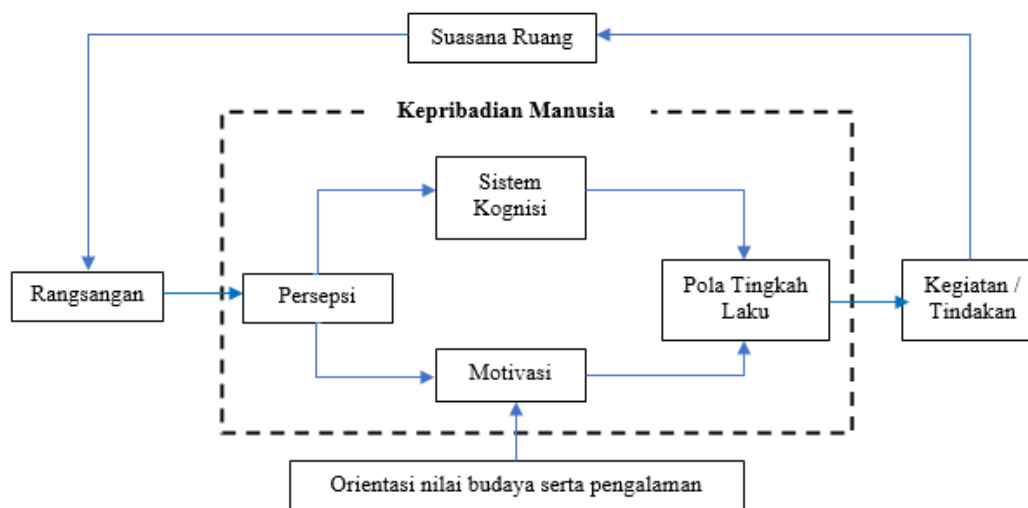 Suasana Ruang
Kepribadian Manusia
Sistem
Kognisi
Rangsangan
Persepsi
Pola Tingkah
Laku
Kegiatan /
Tindakan
Motivasi
Orientasi nilai budaya serta pengalaman